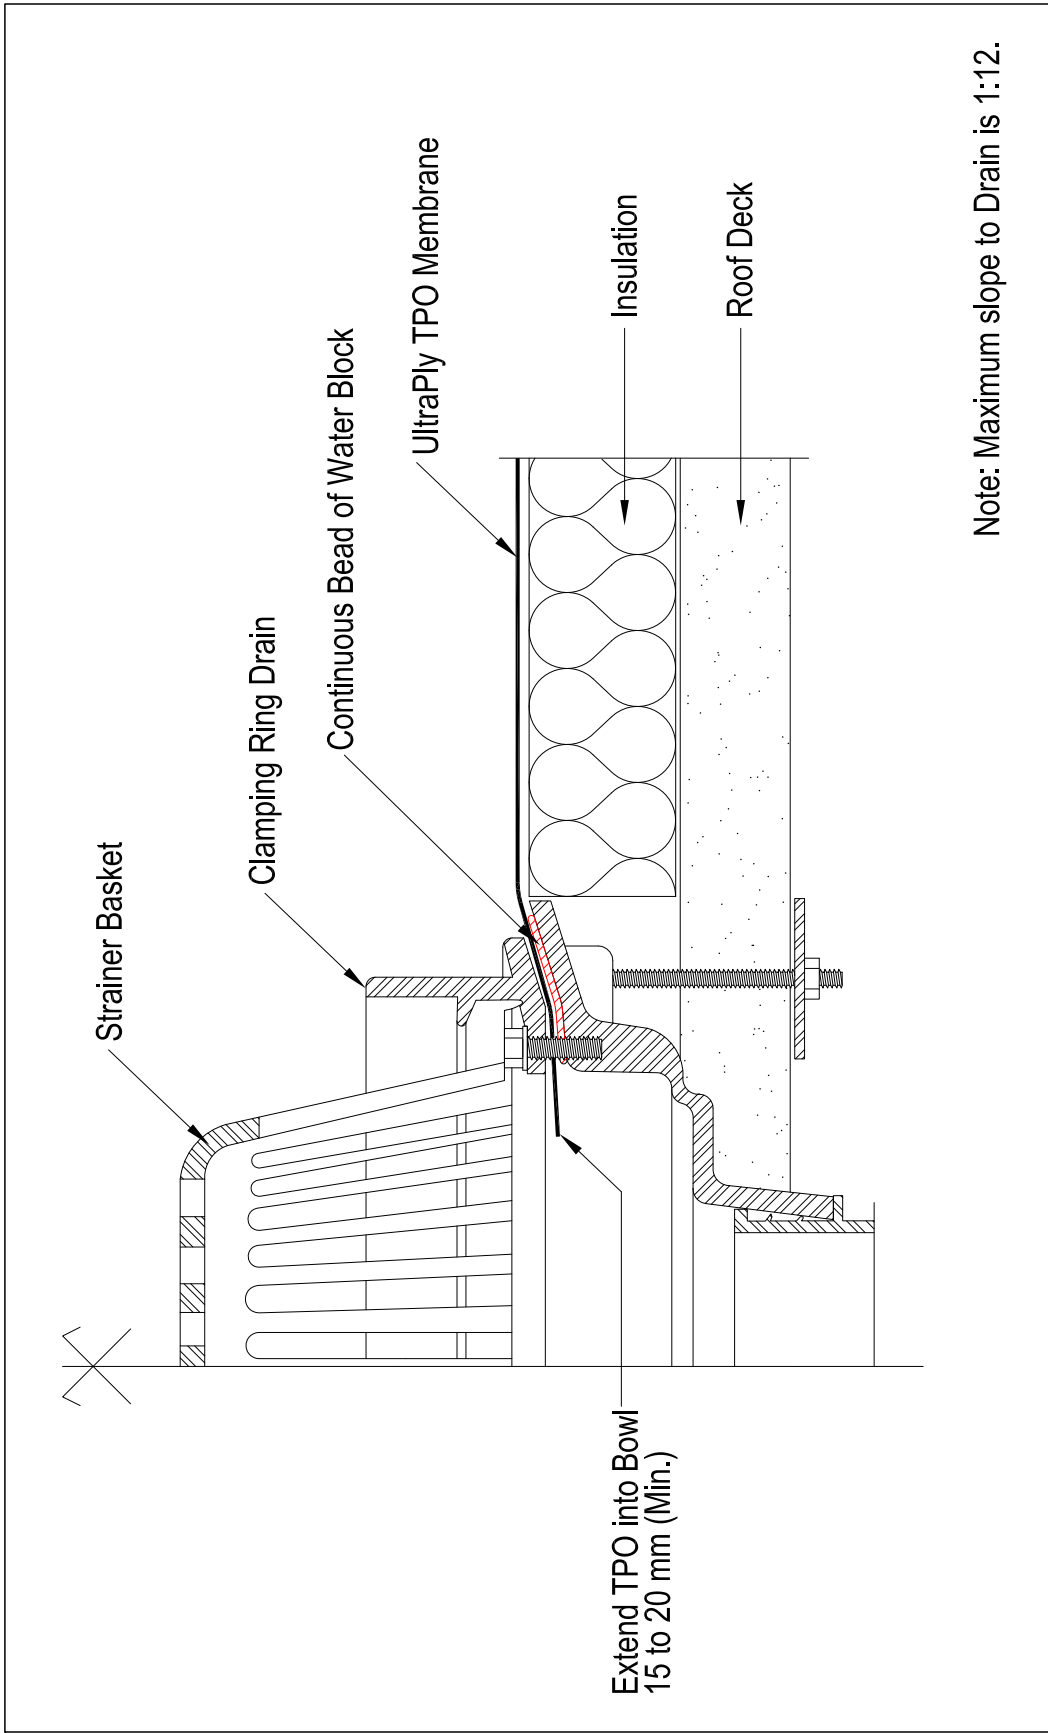 Strainer Basket
Clamping Ring Drain
Continuous Bead of Water Block
UltraPly TPO Membrane
Insulation
Roof Deck
Extend TPO into Bowl
15 to 20 mm (Min.)
Note: Maximum slope to Drain is 1:12.